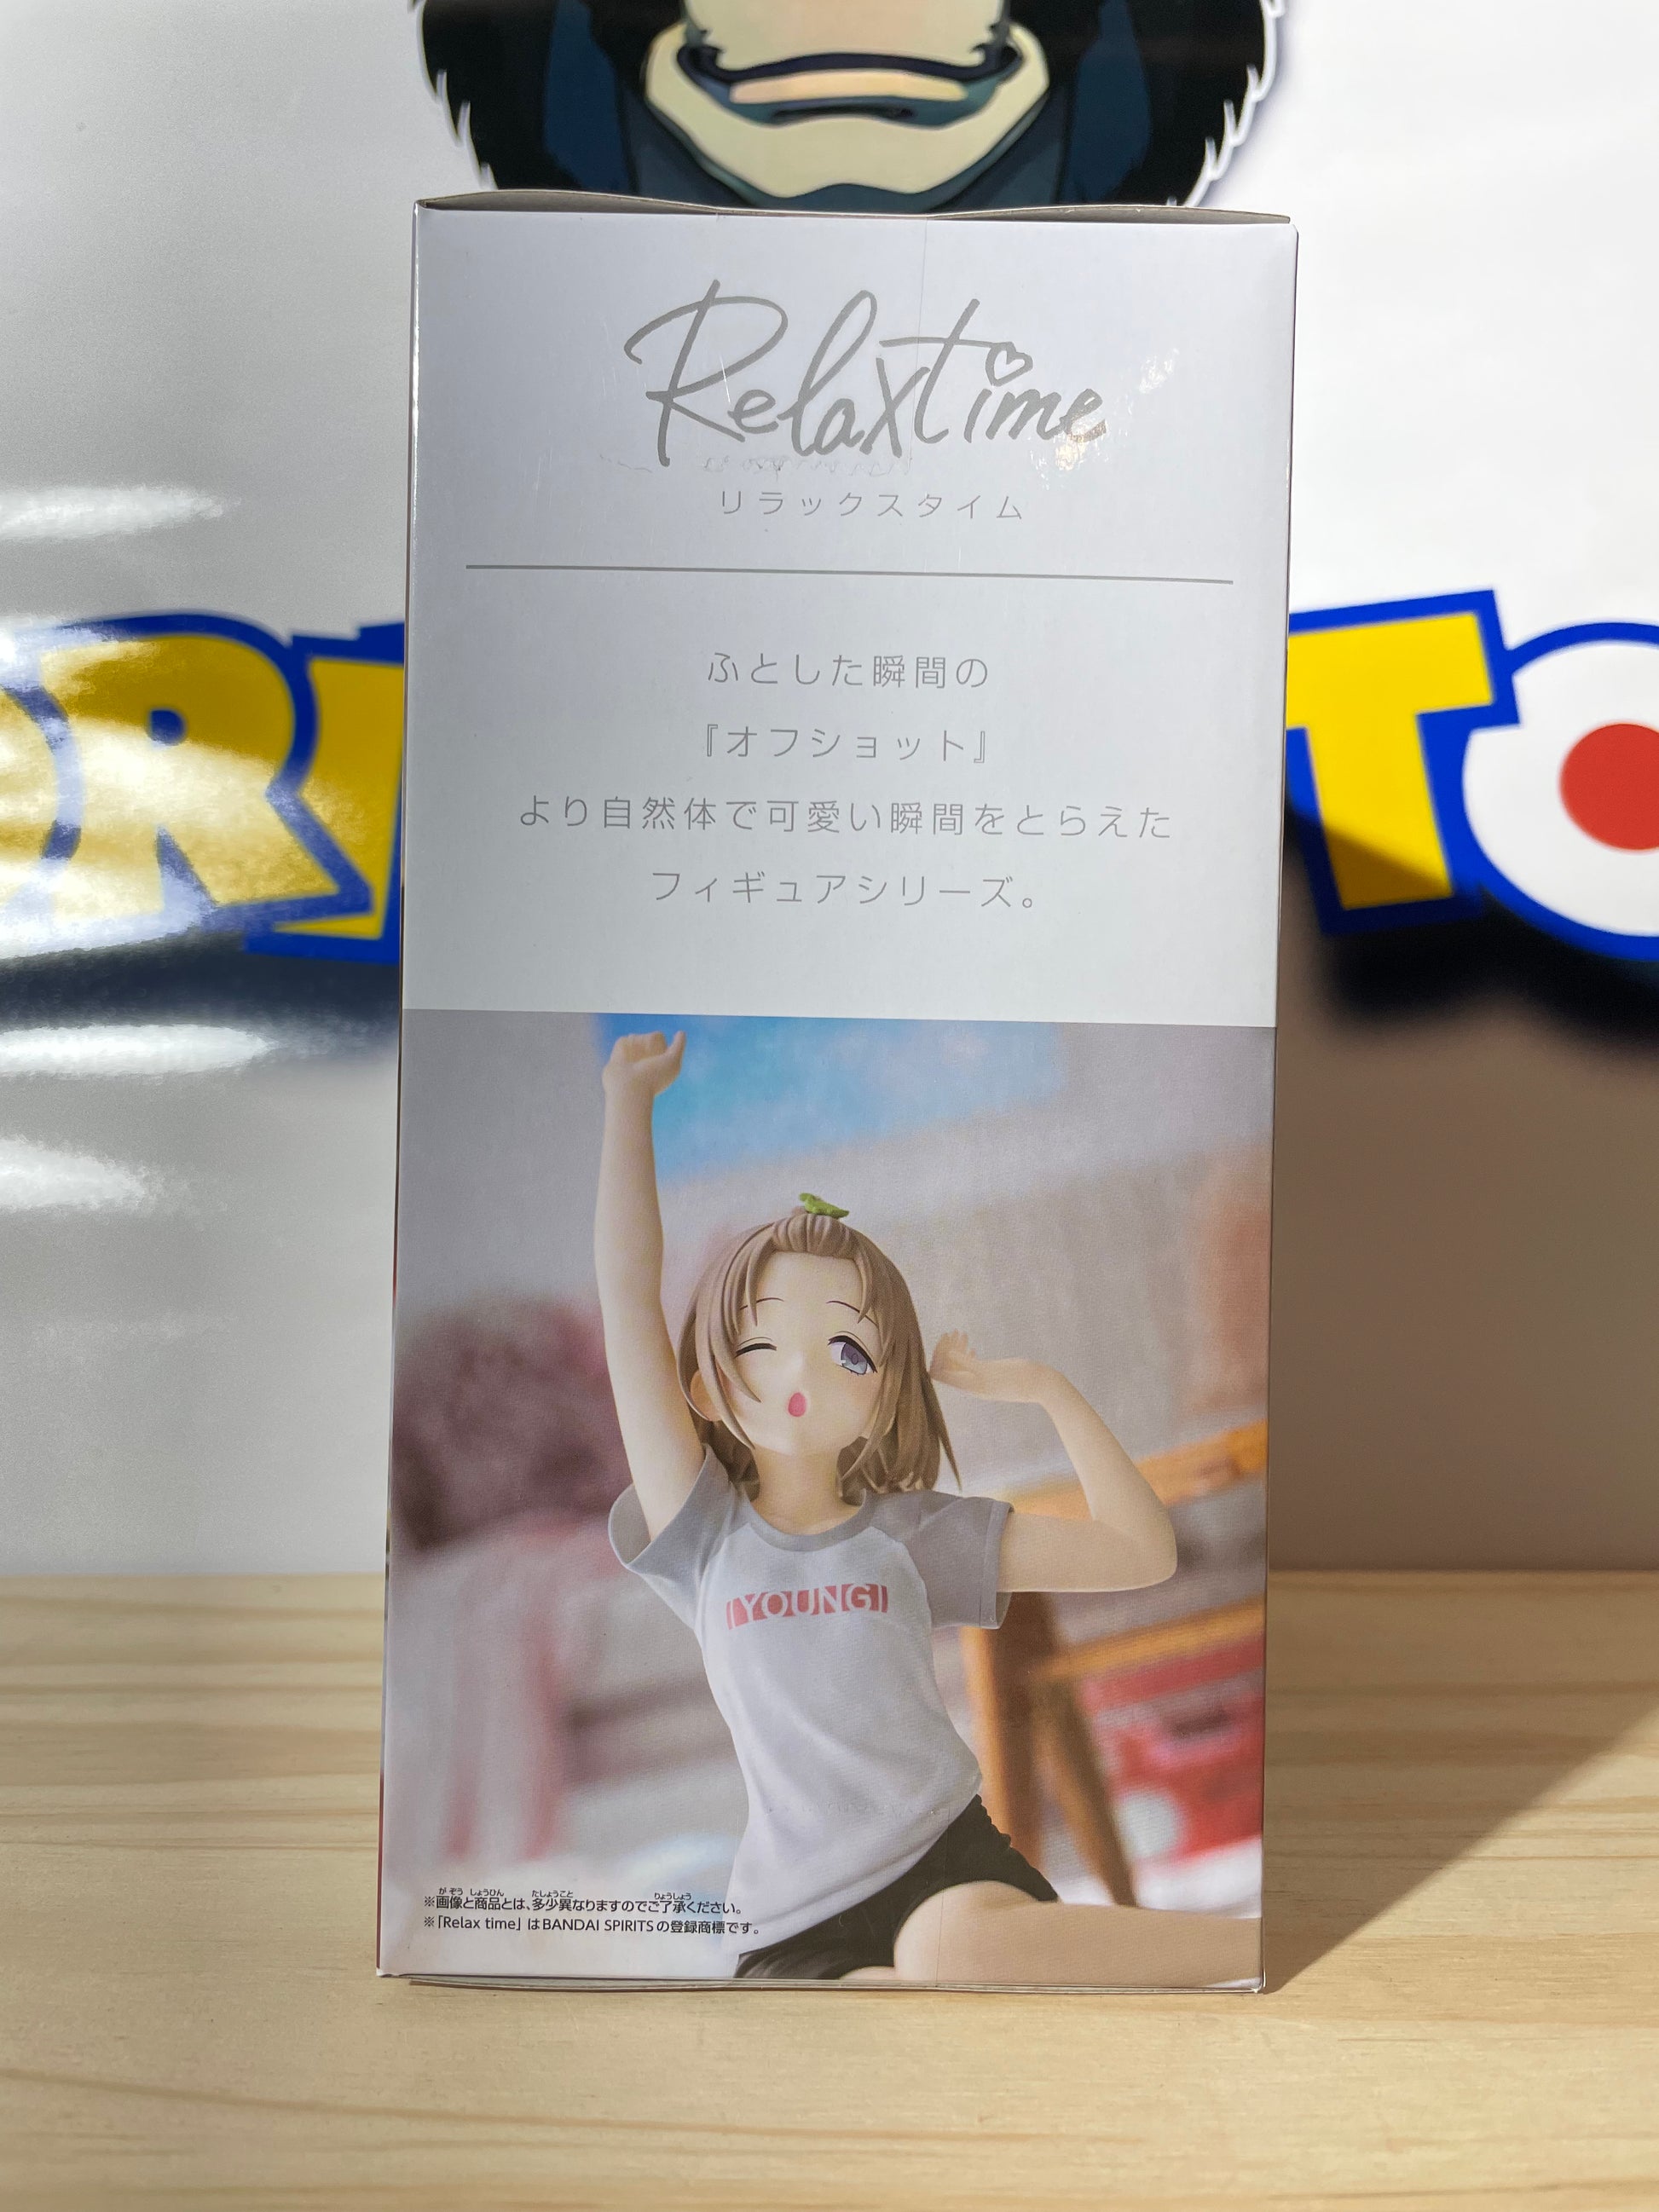 Relaxtime
リラックスタイム
ふとした瞬間の
『オフショット』
より自然体で可愛い瞬間をとらえた
フィギュアシリーズ。
YOUNG
※画像と商品とは、多少異なりますのでご了承ください。
※「Relax time」はBANDAI SPIRITSの登録商標です。